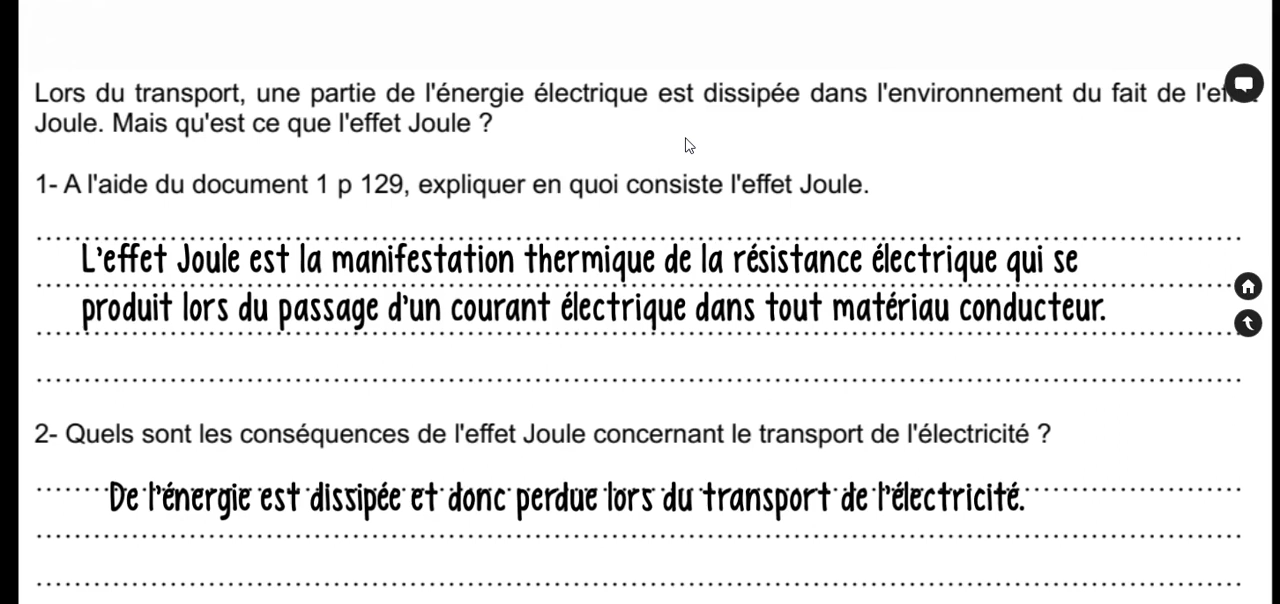 Lors du transport, une partie de l'énergie électrique est dissipée dans l'environnement du fait de
Joule. Mais qu'est ce que l'effet Joule ?
1- A l'aide du document 1 p 129, expliquer en quoi consiste l'effet Joule.
L'effet Joule est la manifestation thermique de la résistance électrique qui se
produit lors du passage d'un courant électrique dans tout matériau conducteur.
2- Quels sont les conséquences de l'effet Joule concernant le transport de l'électricité ?
De l'énergie est dissipée et donc perdue lors du transport de l'électricité.